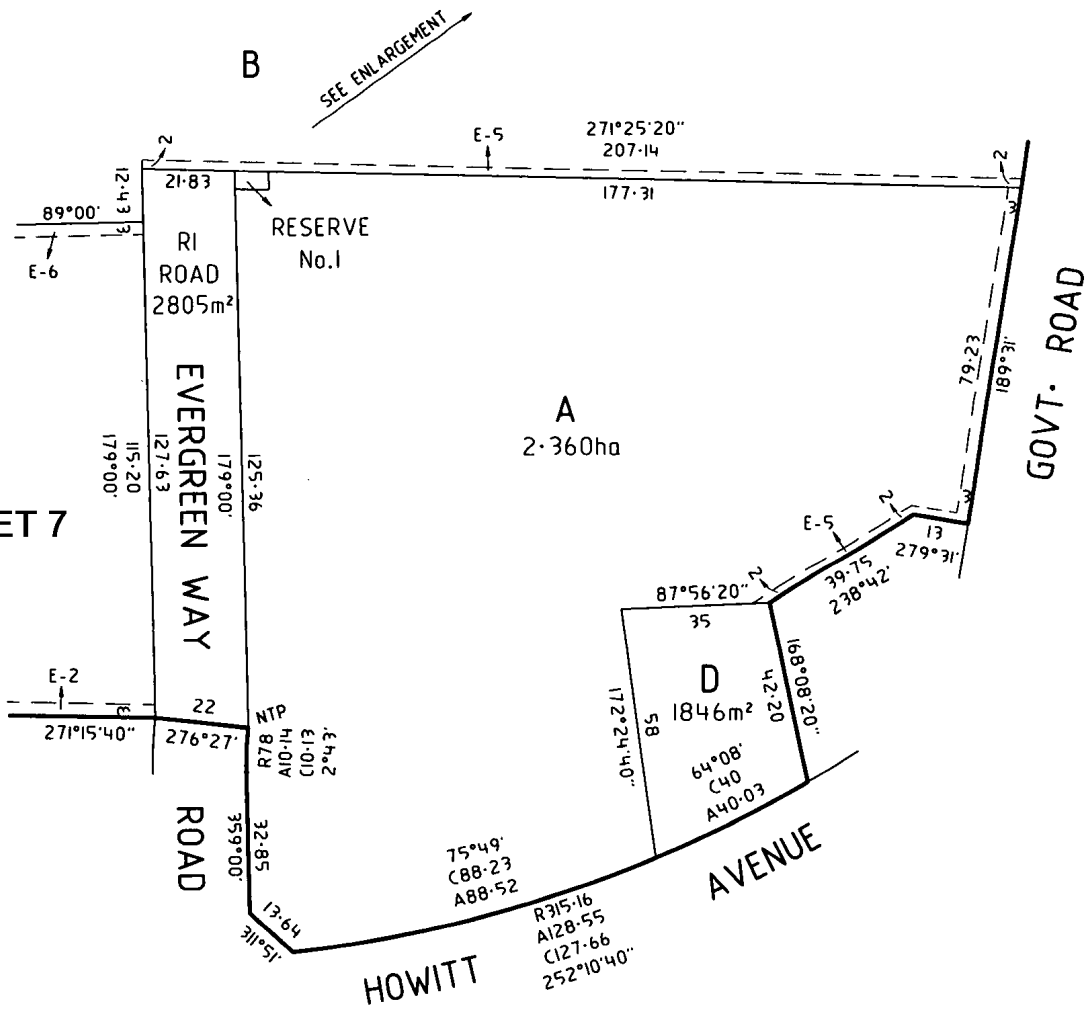 B
SEE ENLARGEMENT
2
E-5
271°25'20"
207·14
2
21·83
177·31
12·43
3
3
89°00'
E-6
RESERVE
No.1
R1
ROAD
2805m²
EVERGREEN WAY
179°00'
115·20
127·63
179°00'
125·36
A
2·360ha
79·23
189°31'
GOVT· ROAD
ET 7
3
2
E-5
13
279°31'
39·75
238°42'
2
87°56'20"
35
D
1846m²
172°24'40"
58
42·20
168°08'20"
64°08'
C40
A40·03
E-2
3
271°15'40"
22
276°27'
NTP
R78
A10·14
C10·13
2°43'
ROAD
359°00'
32·85
13·64
311°51'
75°49'
C88·23
A88·52
R315·16
A128·55
C127·66
252°10'40"
HOWITT AVENUE